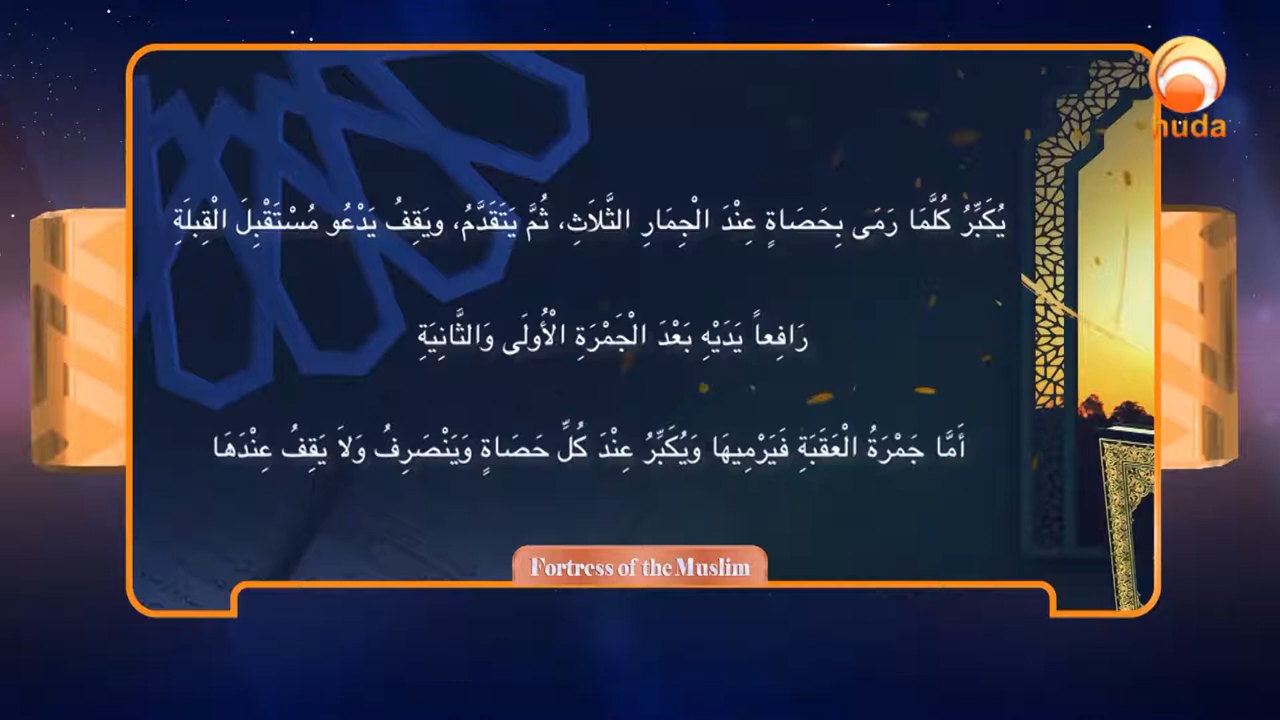 huda
يُكَبِّرُ كُلَّمَا رَمَى بِحَصَاةٍ عِنْدَ الْجِمَارِ الثَّلاَثِ، ثُمَّ يَتَقَدَّمُ، ويَقِفُ يَدْعُو مُسْتَقْبِلَ الْقِبلَةِ
رَافِعاً يَدَيْهِ بَعْدَ الْجَمْرَةِ الْأُولَى وَالثَّانِيَةِ
أَمَّا جَمْرَةُ الْعَقَبَةِ فَيَرْمِيهَا وَيُكَبِّرُ عِنْدَ كُلِّ حَصَاةٍ وَيَنْصَرِفُ وَلاَ يَقِفُ عِنْدَهَا
Fortress of the Muslim